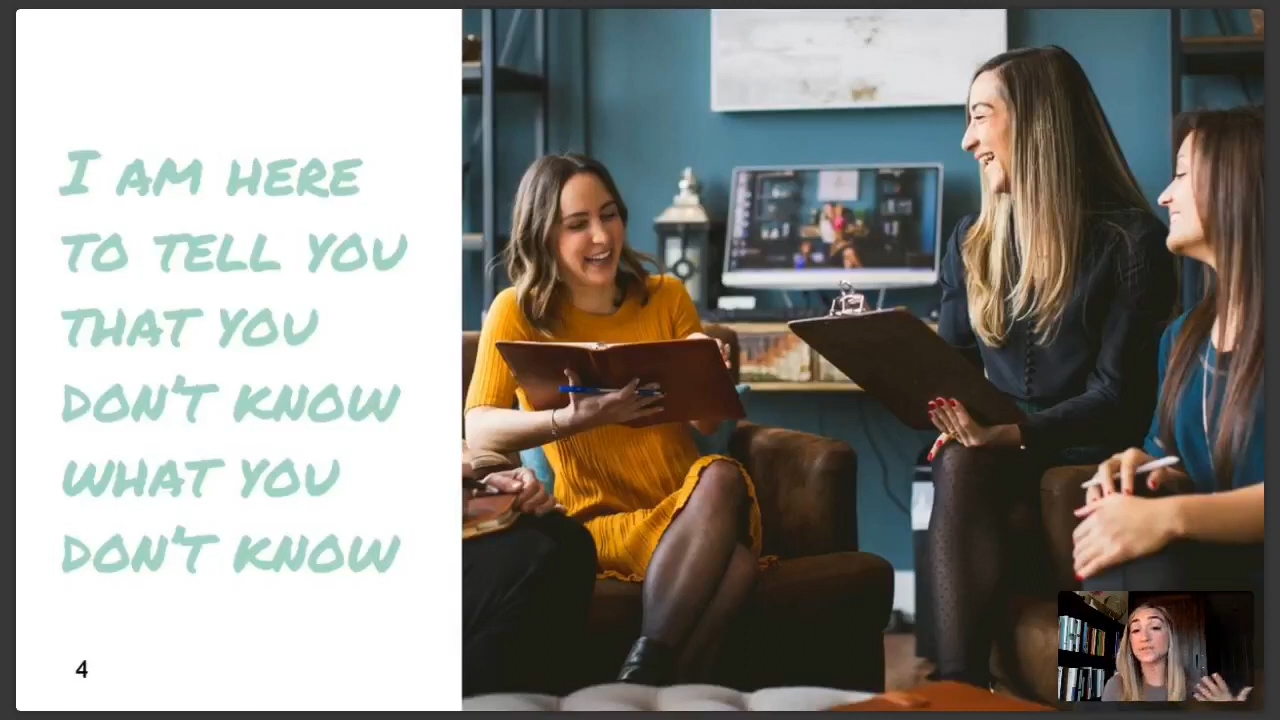 I AM HERE
TO TELL YOU
THAT YOU
DON'T KNOW
WHAT YOU
DON'T KNOW
4